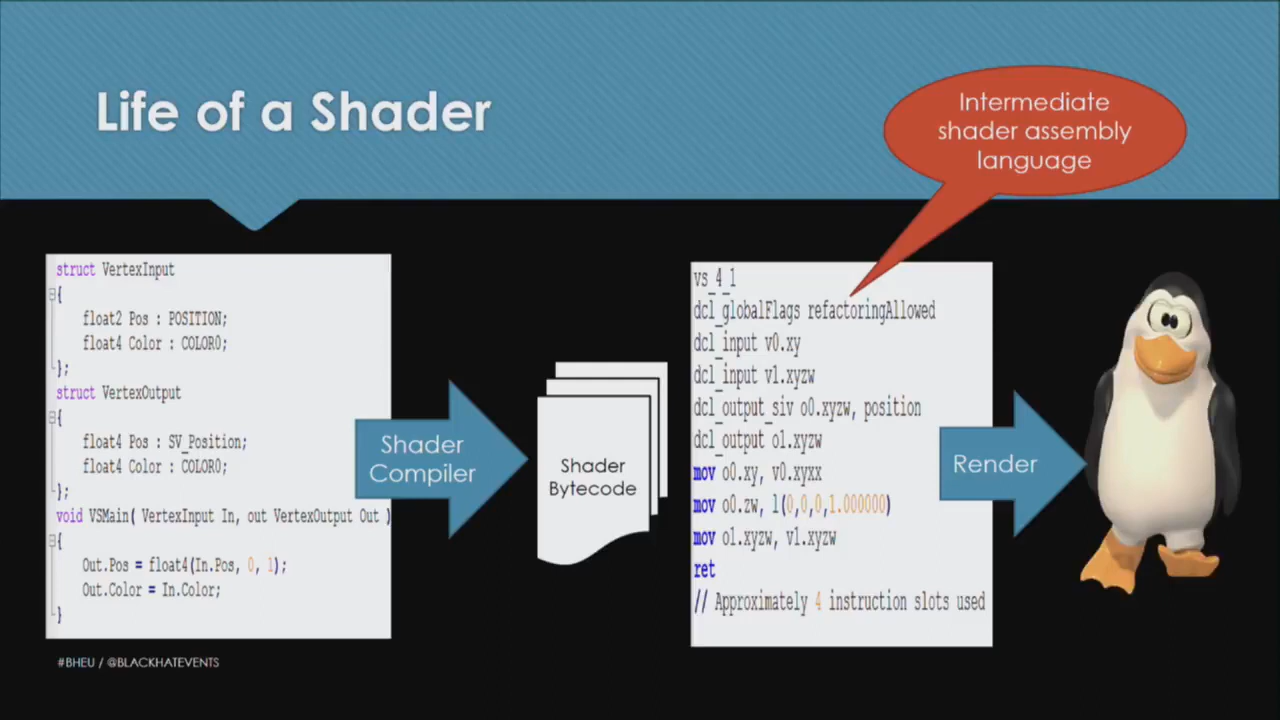 Life of a Shader
Intermediate
shader assembly
language
struct VertexInput
{
float2 Pos : POSITION;
float4 Color : COLOR0;
};
struct VertexOutput
{
float4 Pos : SV_Position;
float4 Color : COLOR0;
};
void VSMain( VertexInput In, out VertexOutput Out )
{
Out.Pos = float4(In.Pos, 0, 1);
Out.Color = In.Color;
}
Shader
Compiler
Shader
Bytecode
vs_4_1
dcl_globalFlags refactoringAllowed
dcl_input v0.xy
dcl_input v1.xyzw
dcl_output_siv o0.xyzw, position
dcl_output o1.xyzw
mov o0.xy, v0.xyxx
mov o0.zw, l(0,0,0,1.000000)
mov o1.xyzw, v1.xyzw
ret
// Approximately 4 instruction slots used
Render
#BHEU / @BLACKHATEVENTS